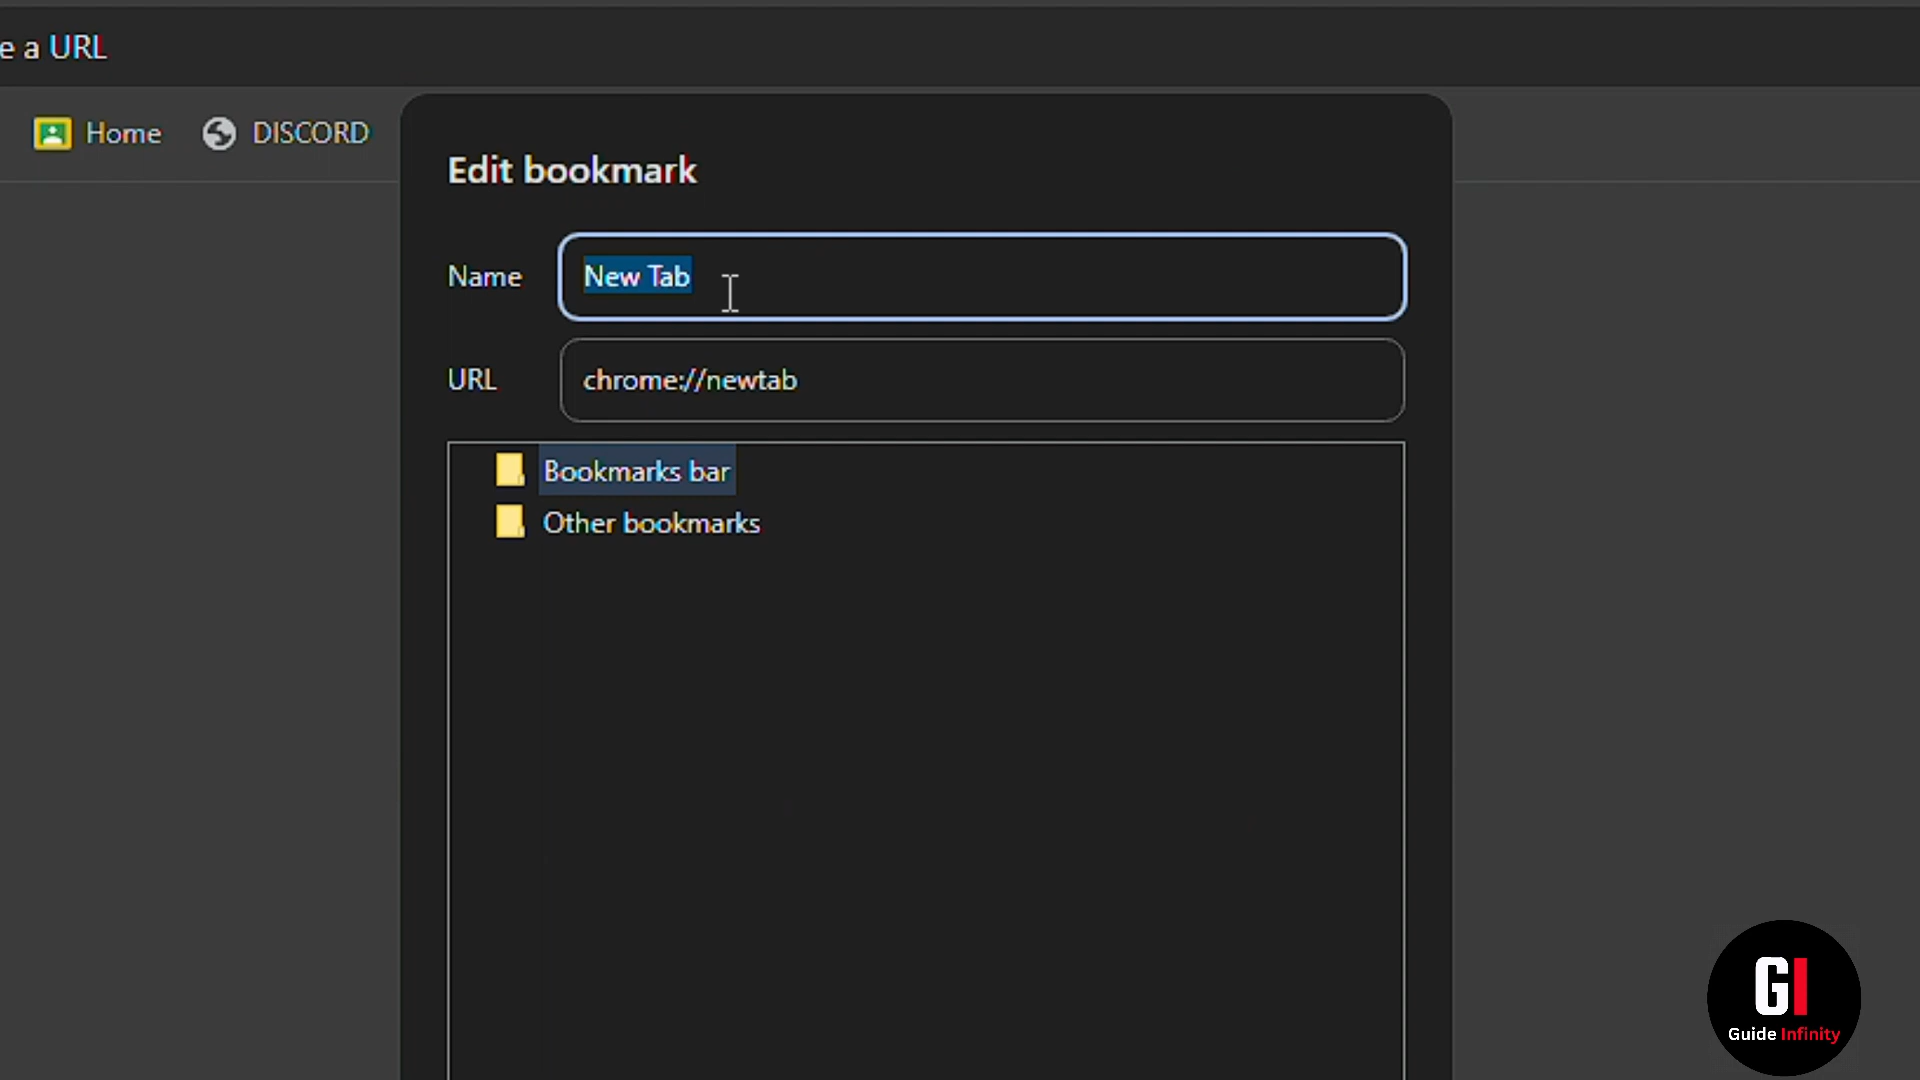 e a URL
Home
DISCORD
Edit bookmark
Name
New Tab
URL
chrome://newtab
Bookmarks bar
Other bookmarks
GI
Guide Infinity